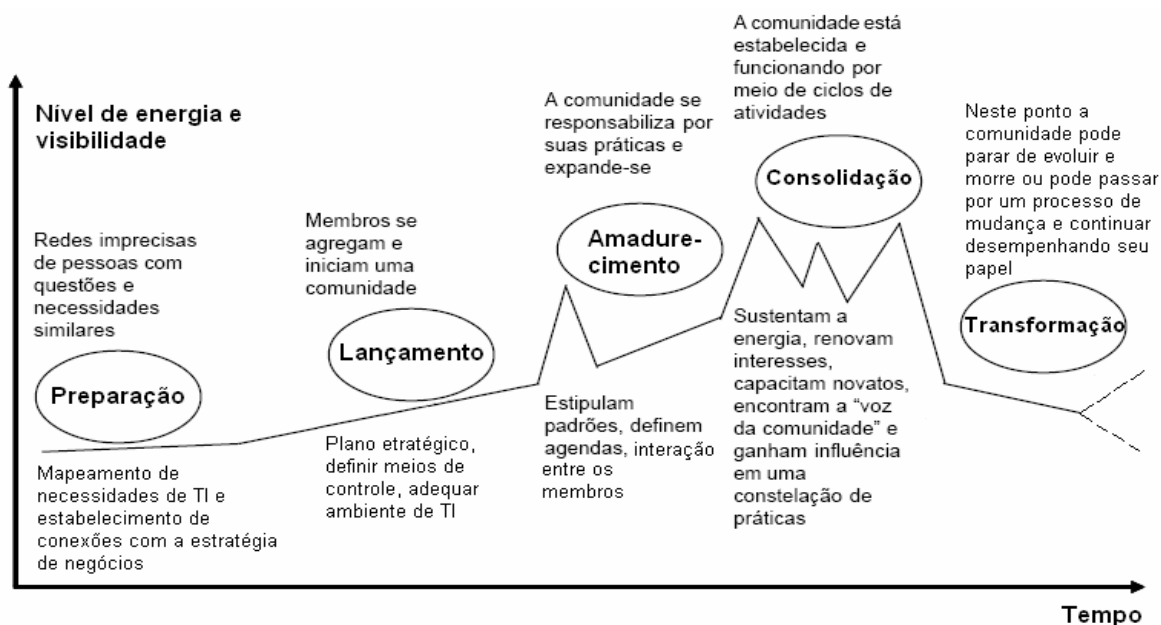 Nível de energia e
visibilidade
Redes imprecisas
de pessoas com
questões e
necessidades
similares
Preparação
Mapeamento de
necessidades de TI e
estabelecimento de
conexões com a estratégia
de negócios
Membros se
agregam e
iniciam uma
comunidade
Lançamento
Plano etratégico,
definir meios de
controle, adequar
ambiente de TI
A comunidade se
responsabiliza por
suas práticas e
expande-se
Amadure-
cimento
Estipulam
padrões, definem
agendas, interação
entre os
membros
A comunidade está
estabelecida e
funcionando por
meio de ciclos de
atividades
Consolidação
Sustentam a
energia, renovam
interesses,
capacitam novatos,
encontram a “voz
da comunidade” e
ganham influência
em uma
constelação de
práticas
Neste ponto a
comunidade pode
parar de evoluir e
morre ou pode passar
por um processo de
mudança e continuar
desempenhando seu
papel
Transformação
Tempo